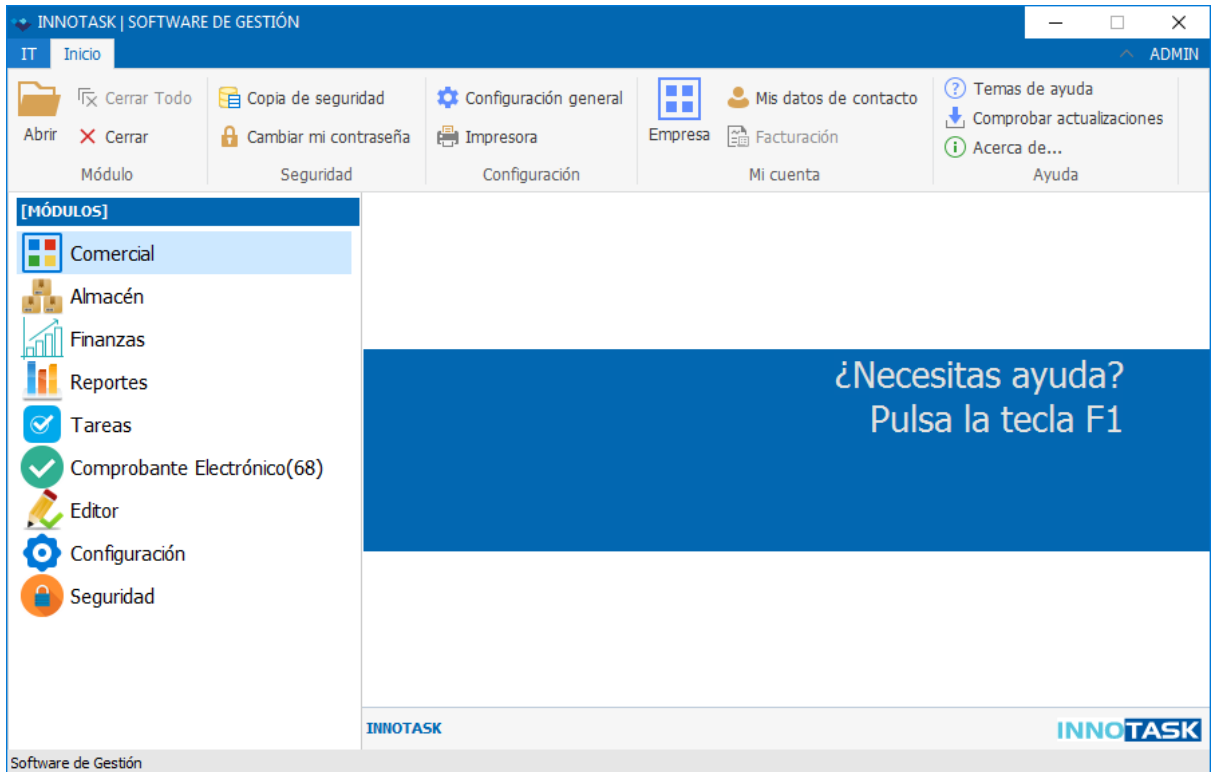 INNOTASK | SOFTWARE DE GESTIÓN
IT Inicio ADMIN
Abrir
Cerrar Todo
Cerrar
Módulo
Copia de seguridad
Cambiar mi contraseña
Seguridad
Configuración general
Impresora
Configuración
Empresa
Mis datos de contacto
Facturación
Mi cuenta
Temas de ayuda
Comprobar actualizaciones
Acerca de...
Ayuda
[MÓDULOS]
Comercial
Almacén
Finanzas
Reportes
Tareas
Comprobante Electrónico(68)
Editor
Configuración
Seguridad
¿Necesitas ayuda?
Pulsa la tecla F1
INNOTASK
INNOTASK
Software de Gestión